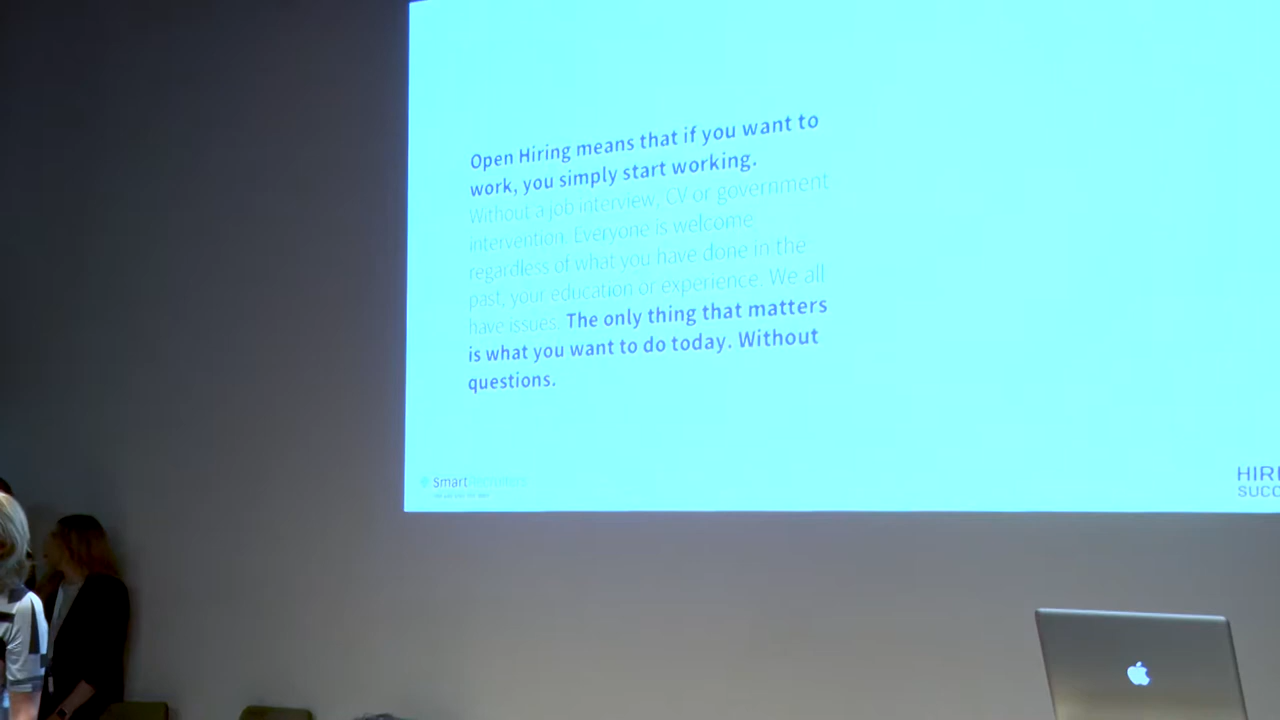 Open Hiring means that if you want to
work, you simply start working.
Without a job interview, CV or government
intervention. Everyone is welcome
regardless of what you have done in the
past, your education or experience. We all
have issues. The only thing that matters
is what you want to do today. Without
questions.
Smart
HIR
SUCC